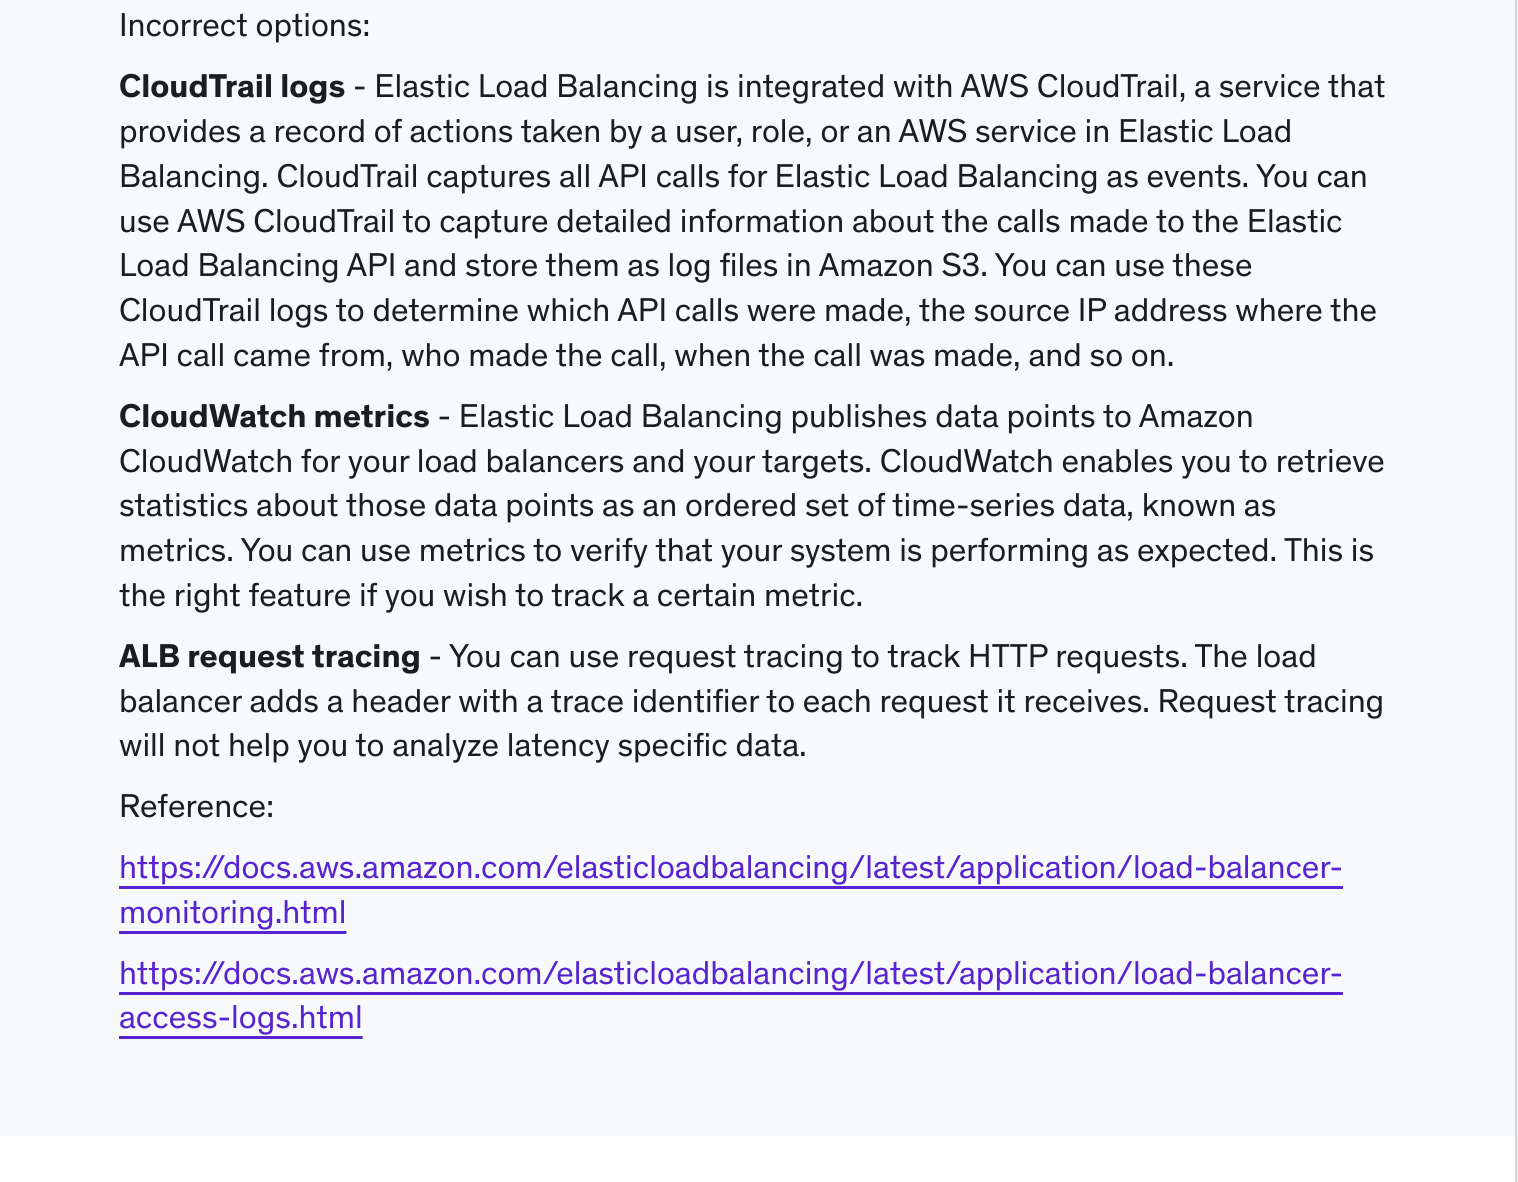 Incorrect options:
CloudTrail logs - Elastic Load Balancing is integrated with AWS CloudTrail, a service that
provides a record of actions taken by a user, role, or an AWS service in Elastic Load
Balancing. CloudTrail captures all API calls for Elastic Load Balancing as events. You can
use AWS CloudTrail to capture detailed information about the calls made to the Elastic
Load Balancing API and store them as log files in Amazon S3. You can use these
CloudTrail logs to determine which API calls were made, the source IP address where the
API call came from, who made the call, when the call was made, and so on.
CloudWatch metrics - Elastic Load Balancing publishes data points to Amazon
CloudWatch for your load balancers and your targets. CloudWatch enables you to retrieve
statistics about those data points as an ordered set of time-series data, known as
metrics. You can use metrics to verify that your system is performing as expected. This is
the right feature if you wish to track a certain metric.
ALB request tracing - You can use request tracing to track HTTP requests. The load
balancer adds a header with a trace identifier to each request it receives. Request tracing
will not help you to analyze latency specific data.
Reference:
https://docs.aws.amazon.com/elasticloadbalancing/latest/application/load-balancer-
monitoring.html
https://docs.aws.amazon.com/elasticloadbalancing/latest/application/load-balancer-
access-logs.html